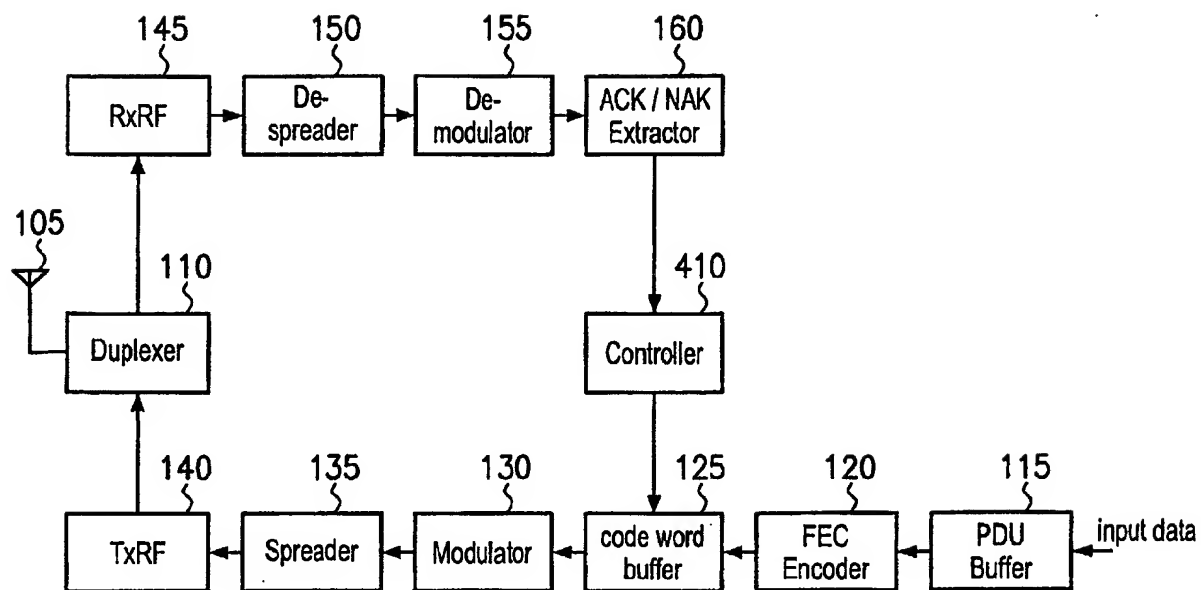 145
150
155
160
RxRF
De-
spreader
De-
modulator
ACK / NAK
Extractor
105
110
410
Duplexer
Controller
140
135
130
125
120
115
TxRF
Spreader
Modulator
code word
buffer
FEC
Encoder
PDU
Buffer
input data